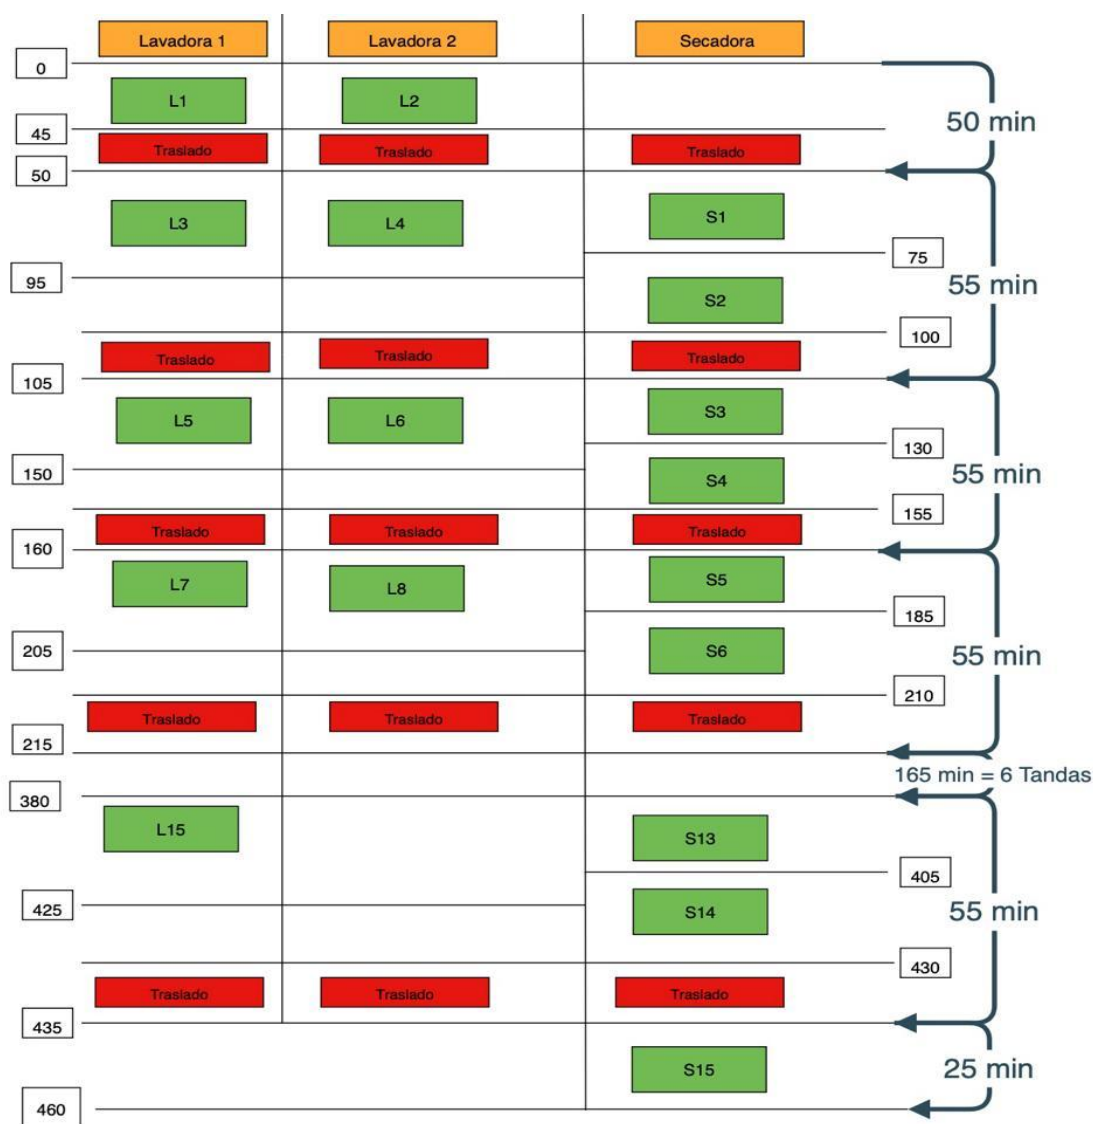 Lavadora 1 Lavadora 2 Secadora
0
L1 L2
50 min
45
Traslado Traslado Traslado
50
L3 L4 S1
75
95
55 min
S2
100
Traslado Traslado Traslado
105
L5 L6 S3
130
150
55 min
S4
155
Traslado Traslado Traslado
160
L7 L8 S5
185
205
S6
55 min
210
Traslado Traslado Traslado
215
165 min = 6 Tandas
380
L15 S13
405
425
S14
55 min
430
Traslado Traslado Traslado
435
S15
25 min
460